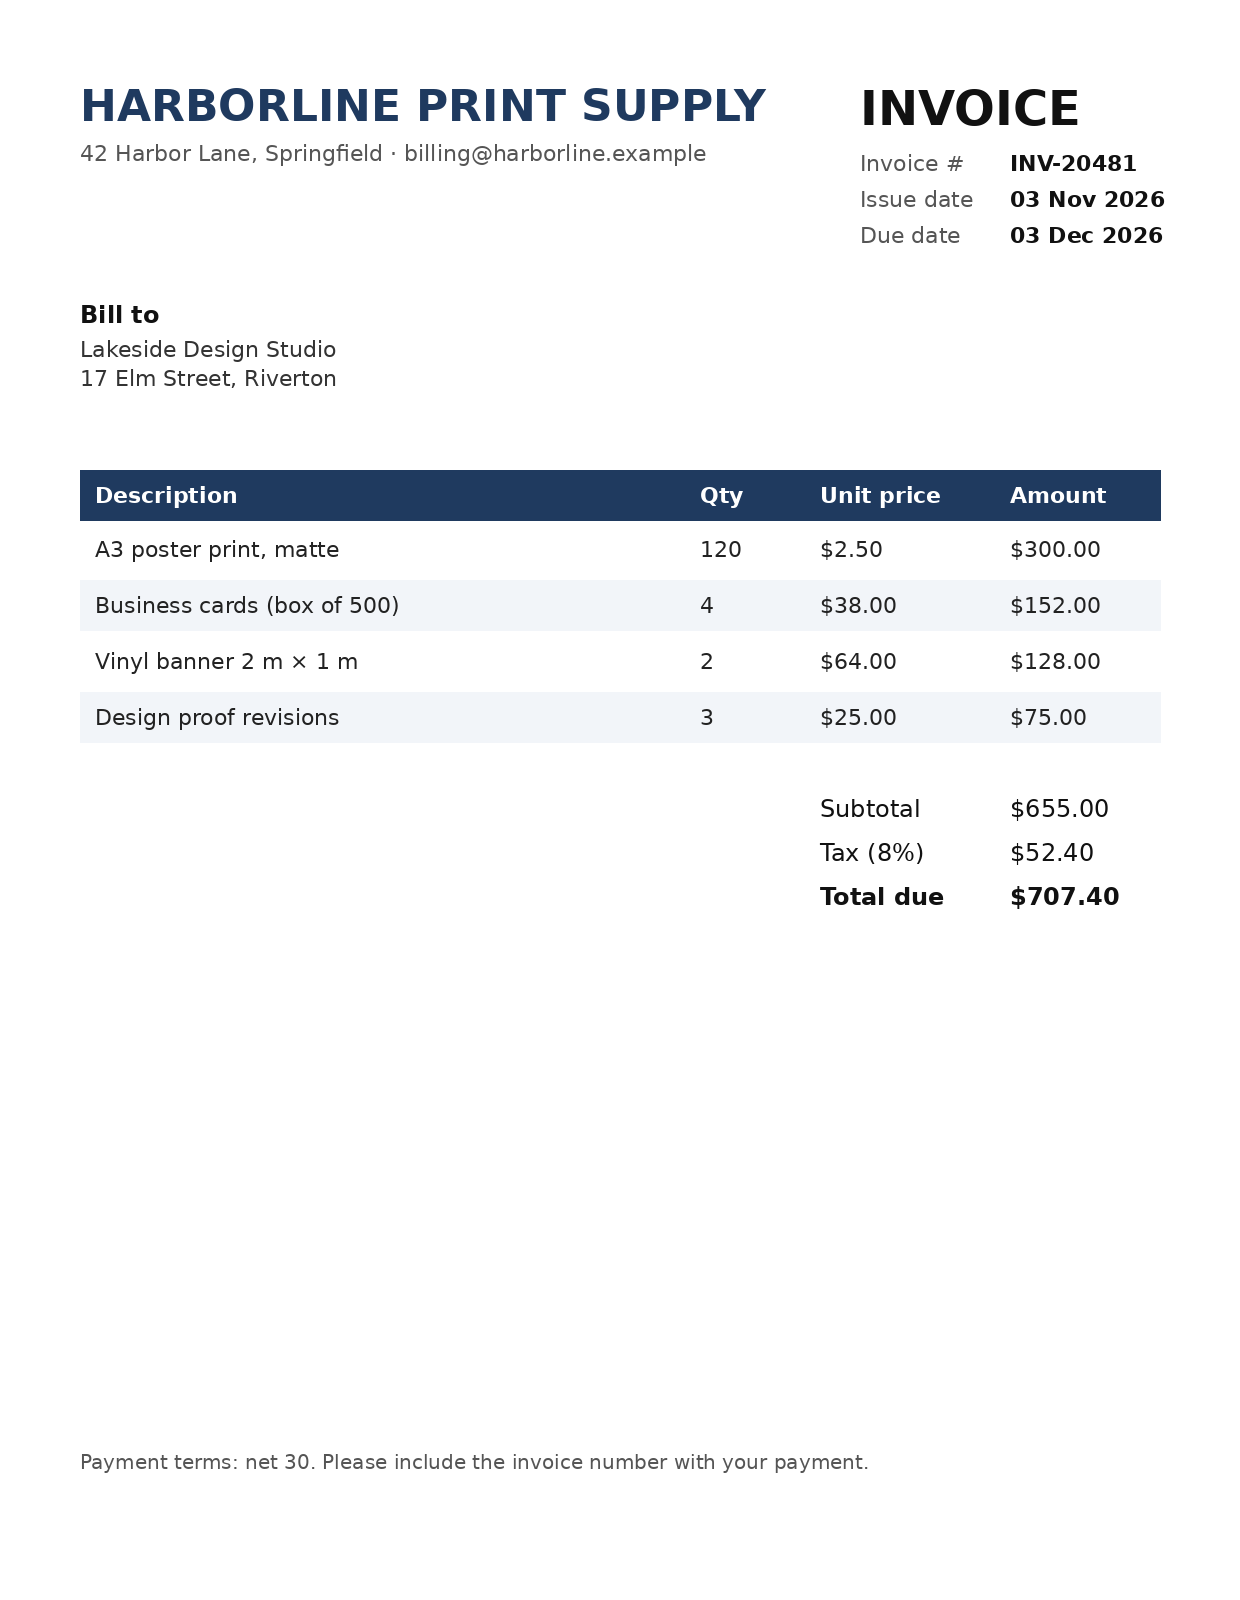 HARBORLINE PRINT SUPPLY
42 Harbor Lane, Springfield · billing@harborline.example
INVOICE
Invoice # INV-20481
Issue date 03 Nov 2026
Due date 03 Dec 2026
Bill to
Lakeside Design Studio
17 Elm Street, Riverton
Description Qty Unit price Amount
A3 poster print, matte 120 $2.50 $300.00
Business cards (box of 500) 4 $38.00 $152.00
Vinyl banner 2 m × 1 m 2 $64.00 $128.00
Design proof revisions 3 $25.00 $75.00
Subtotal $655.00
Tax (8%) $52.40
Total due $707.40
Payment terms: net 30. Please include the invoice number with your payment.